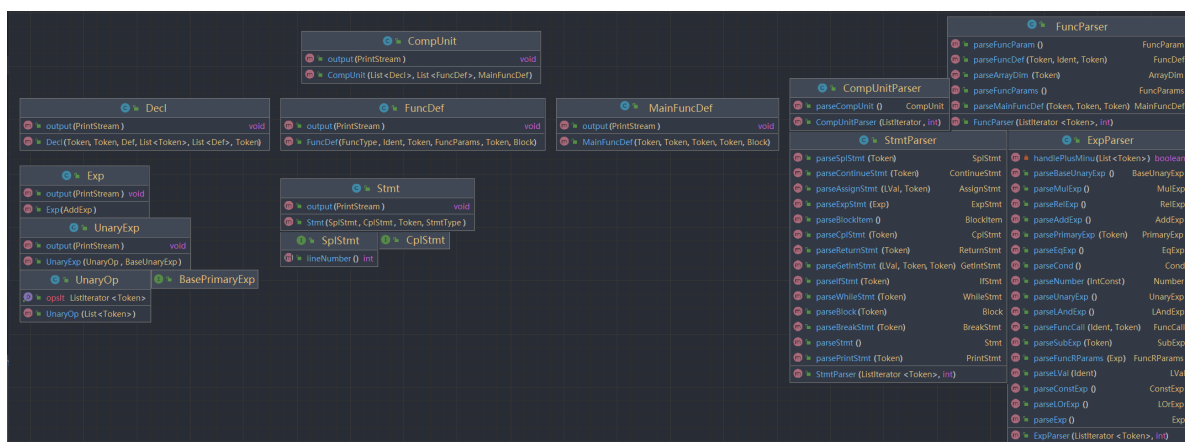 CompUnit
output (PrintStream ) void
CompUnit (List <Decl>, List <FuncDef>, MainFuncDef)
Decl
output (PrintStream ) void
Decl(Token, Token, Def, List<Token>, List<Def>, Token)
FuncDef
output (PrintStream ) void
FuncDef(FuncType , Ident, Token, FuncParams , Token, Block)
MainFuncDef
output (PrintStream ) void
MainFuncDef(Token, Token, Token, Token, Block)
Exp
output (PrintStream ) void
Exp(AddExp)
UnaryExp
output (PrintStream ) void
UnaryExp (UnaryOp , BaseUnaryExp)
UnaryOp
opsIt ListIterator <Token>
UnaryOp (List<Token>)
BasePrimaryExp
Stmt
output (PrintStream ) void
Stmt (SplStmt , CplStmt , Token, StmtType )
SplStmt
lineNumber () int
CplStmt
CompUnitParser
parseCompUnit () CompUnit
CompUnitParser (ListIterator , int)
FuncParser
parseFuncParam () FuncParam
parseFuncDef (Token, Ident, Token) FuncDef
parseArrayDim (Token) ArrayDim
parseFuncParams () FuncParams
parseMainFuncDef (Token, Token, Token) MainFuncDef
FuncParser (ListIterator <Token>, int)
StmtParser
parseSplStmt (Token) SplStmt
parseContinueStmt (Token) ContinueStmt
parseAssignStmt (LVal, Token) AssignStmt
parseExpStmt (Exp) ExpStmt
parseBlockItem () BlockItem
parseCplStmt (Token) CplStmt
parseReturnStmt (Token) ReturnStmt
parseGetIntStmt (LVal, Token, Token) GetIntStmt
parseIfStmt (Token) IfStmt
parseWhileStmt (Token) WhileStmt
parseBlock (Token) Block
parseBreakStmt (Token) BreakStmt
parseStmt () Stmt
parsePrintStmt (Token) PrintStmt
StmtParser (ListIterator <Token>, int)
ExpParser
handlePlusMinu(List <Token>) boolean
parseBaseUnaryExp () BaseUnaryExp
parseMulExp () MulExp
parseRelExp () RelExp
parseAddExp () AddExp
parsePrimaryExp (Token) PrimaryExp
parseEqExp () EqExp
parseCond () Cond
parseNumber (IntConst) Number
parseUnaryExp () UnaryExp
parseLAndExp () LAndExp
parseFuncCall (Ident, Token) FuncCall
parseSubExp (Token) SubExp
parseFuncRParams (Exp) FuncRParams
parseLVal (Ident) LVal
parseConstExp () ConstExp
parseLOrExp () LOrExp
parseExp () Exp
ExpParser (ListIterator <Token>, int)